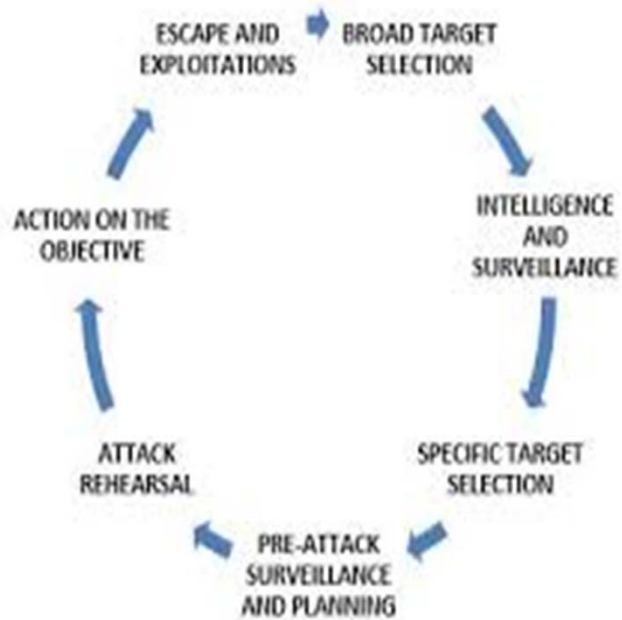 ESCAPE AND
EXPLOITATIONS
BROAD TARGET
SELECTION
INTELLIGENCE
AND
SURVEILLANCE
SPECIFIC TARGET
SELECTION
PRE-ATTACK
SURVEILLANCE
AND PLANNING
ATTACK
REHEARSAL
ACTION ON THE
OBJECTIVE